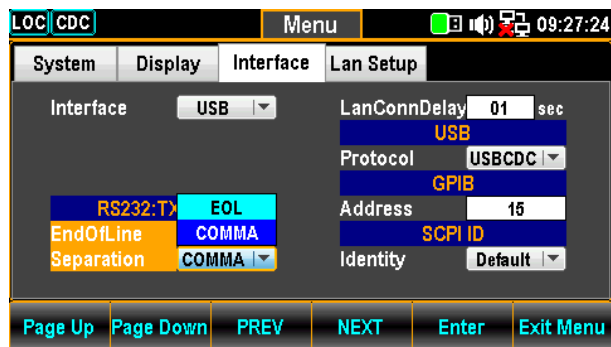 LOC CDC Menu 09:27:24
System Display Interface Lan Setup
Interface USB LanConnDelay 01 sec
USB
Protocol USBCDC
GPIB
RS232:TX EOL Address 15
EndOfLine COMMA SCPI ID
Separation COMMA Identity Default
Page Up Page Down PREV NEXT Enter Exit Menu